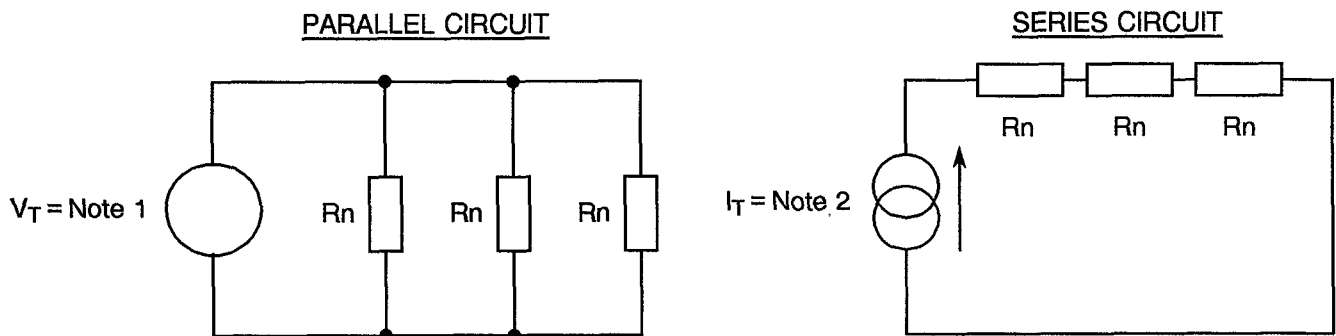 PARALLEL CIRCUIT
V_T = Note 1
Rn
Rn
Rn
SERIES CIRCUIT
Rn
Rn
Rn
I_T = Note 2